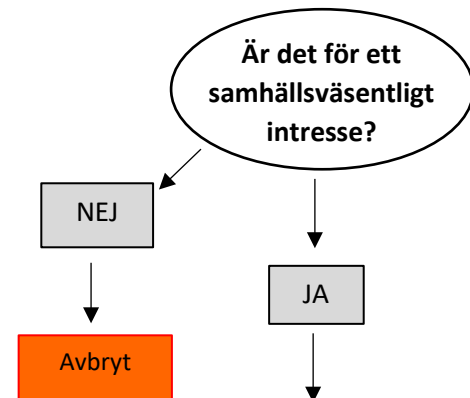 Är det för ett
samhällsväsentligt
intresse?
NEJ
JA
Avbryt